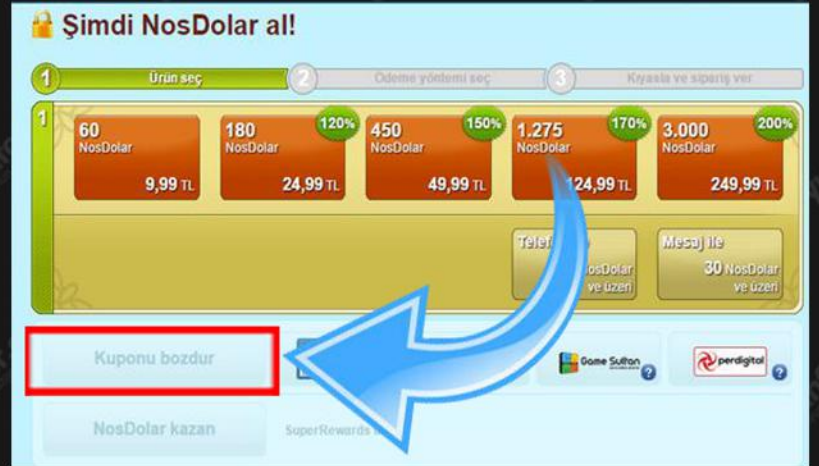 Şimdi NosDolar al!
1 Ürün seç 2 Ödeme yöntemi seç 3 Kıyasla ve sipariş ver
1
60 NosDolar 9,99 TL
180 NosDolar 120% 24,99 TL
450 NosDolar 150% 49,99 TL
1.275 NosDolar 170% 124,99 TL
3.000 NosDolar 200% 249,99 TL
NosDolar ve üzeri
Mesaj ile 30 NosDolar ve üzeri
Kuponu bozdur
Game Sultan ?
perdigital ?
NosDolar kazan
SuperRewards